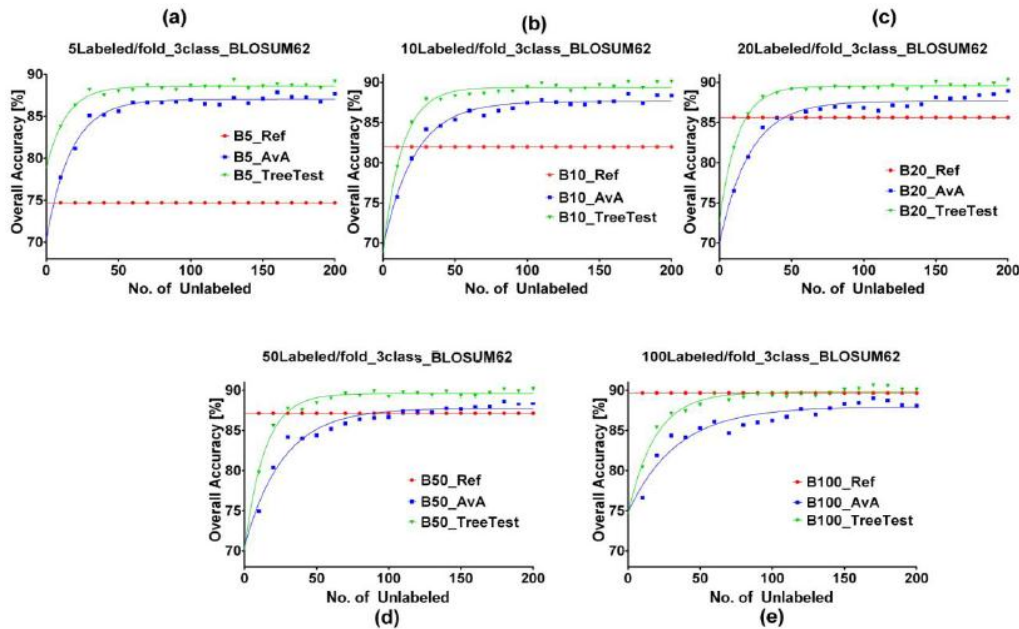 (a)
5Labeled/fold_3class_BLOSUM62
Overall Accuracy [%]
90
85
80
75
70
B5_Ref
B5_AvA
B5_TreeTest
0 50 100 150 200
No. of Unlabeled
(b)
10Labeled/fold_3class_BLOSUM62
Overall Accuracy [%]
90
85
80
75
70
B10_Ref
B10_AvA
B10_TreeTest
0 50 100 150 200
No. of Unlabeled
(c)
20Labeled/fold_3class_BLOSUM62
Overall Accuracy [%]
90
85
80
75
70
B20_Ref
B20_AvA
B20_TreeTest
0 50 100 150 200
No. of Unlabeled
50Labeled/fold_3class_BLOSUM62
Overall Accuracy [%]
90
85
80
75
70
B50_Ref
B50_AvA
B50_TreeTest
0 50 100 150 200
No. of Unlabeled
(d)
100Labeled/fold_3class_BLOSUM62
Overall Accuracy [%]
90
85
80
75
70
B100_Ref
B100_AvA
B100_TreeTest
0 50 100 150 200
No. of Unlabeled
(e)